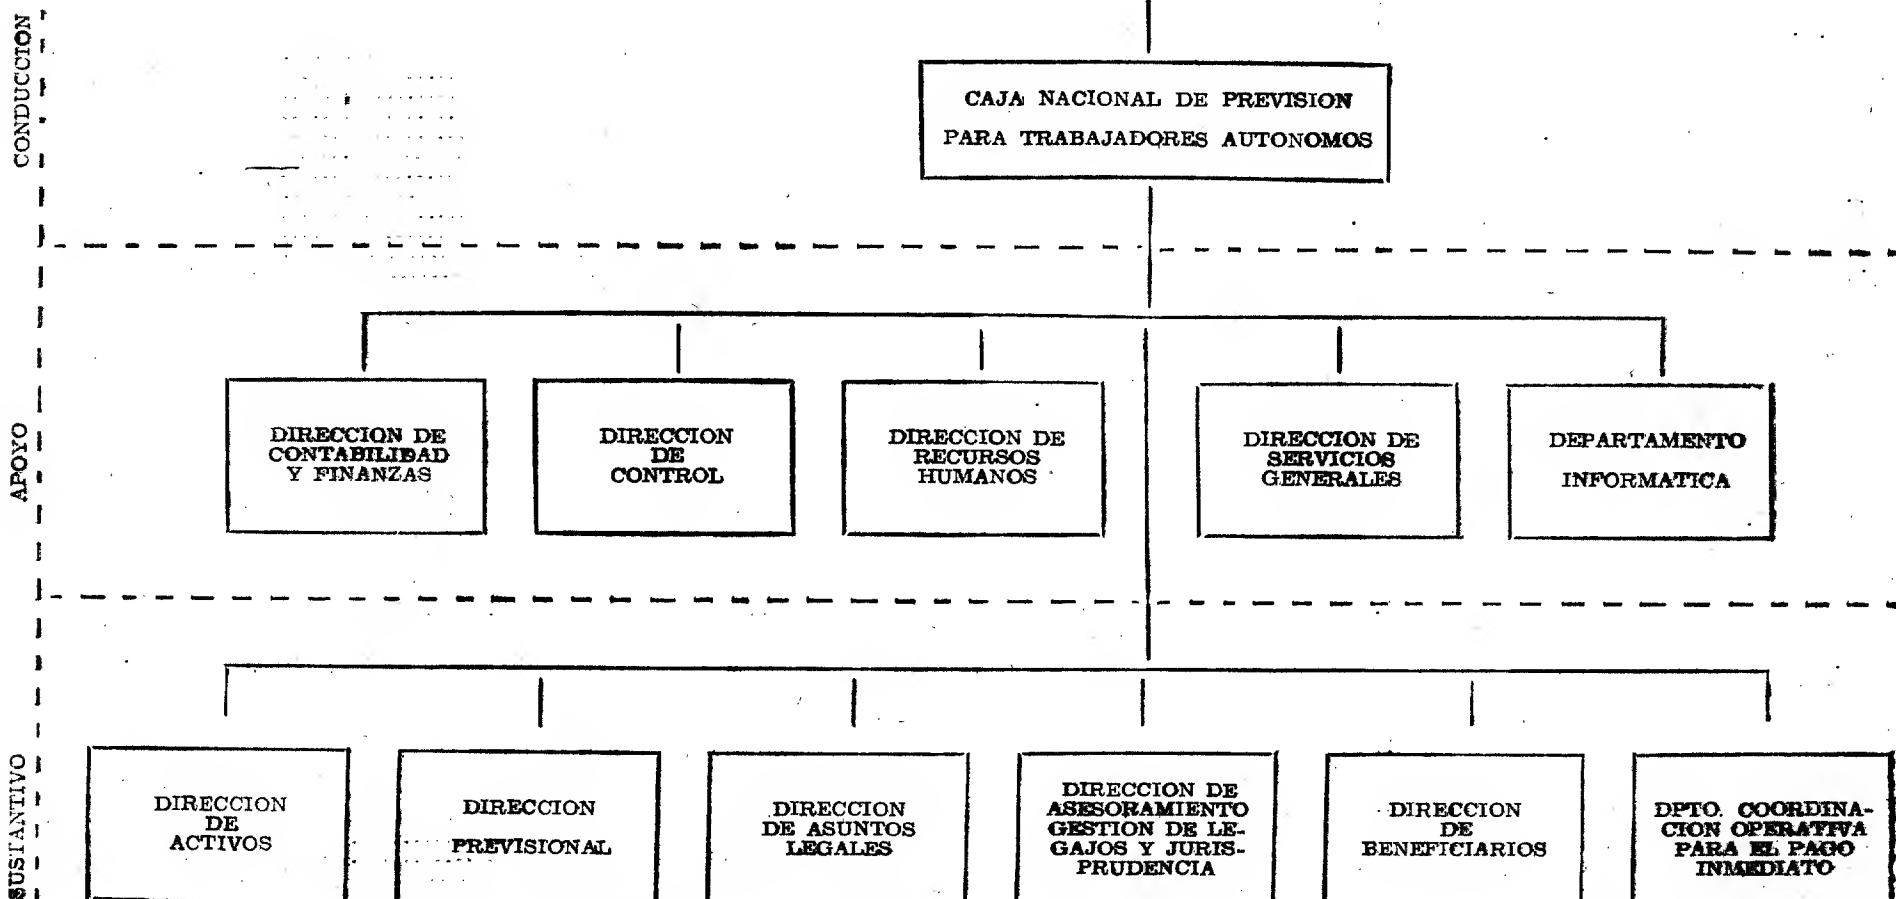 CONDUCCION
CAJA NACIONAL DE PREVISION
PARA TRABAJADORES AUTONOMOS
APOYO
DIRECCION DE
CONTABILIDAD
Y FINANZAS
DIRECCION
DE
CONTROL
DIRECCION DE
RECURSOS
HUMANOS
DIRECCION DE
SERVICIOS
GENERALES
DEPARTAMENTO
INFORMATICA
SUSTANTIVO
DIRECCION
DE
ACTIVOS
DIRECCION
PREVISIONAL
DIRECCION
DE ASUNTOS
LEGALES
DIRECCION DE
ASESORAMIENTO
GESTION DE LE-
GAJOS Y JURIS-
PRUDENCIA
DIRECCION
DE
BENEFICIARIOS
DPTO. COORDINA-
CION OPERATIVA
PARA EL PAGO
INMEDIATO